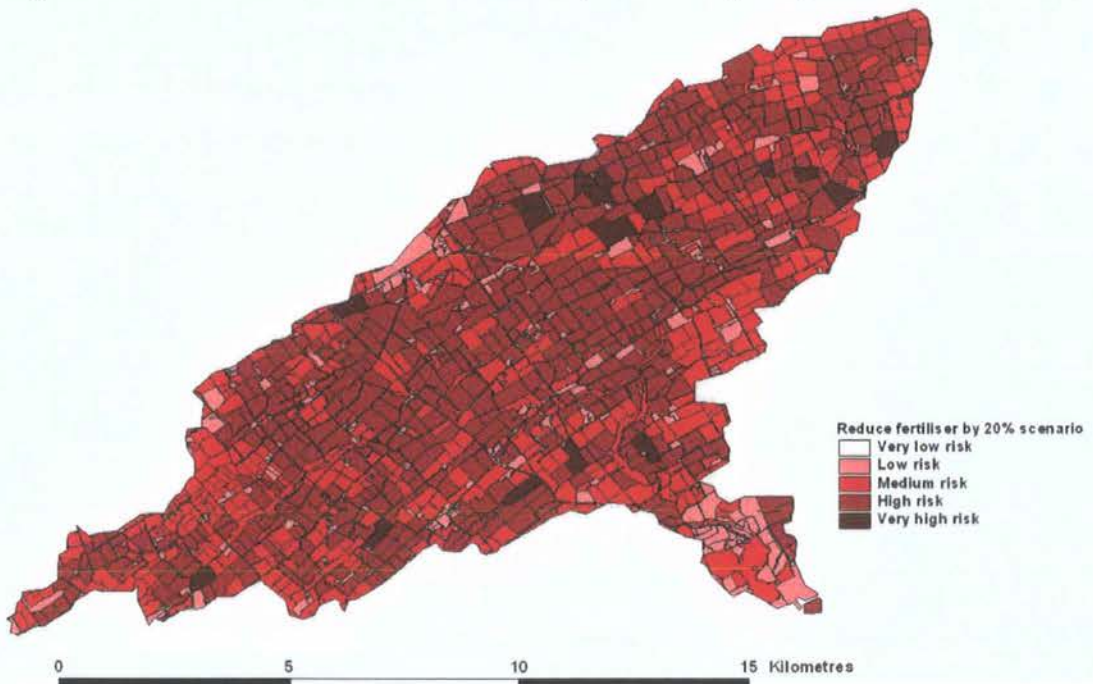 Reduce fertiliser by 20% scenario
Very low risk
Low risk
Medium risk
High risk
Very high risk
0 5 10 15 Kilometres